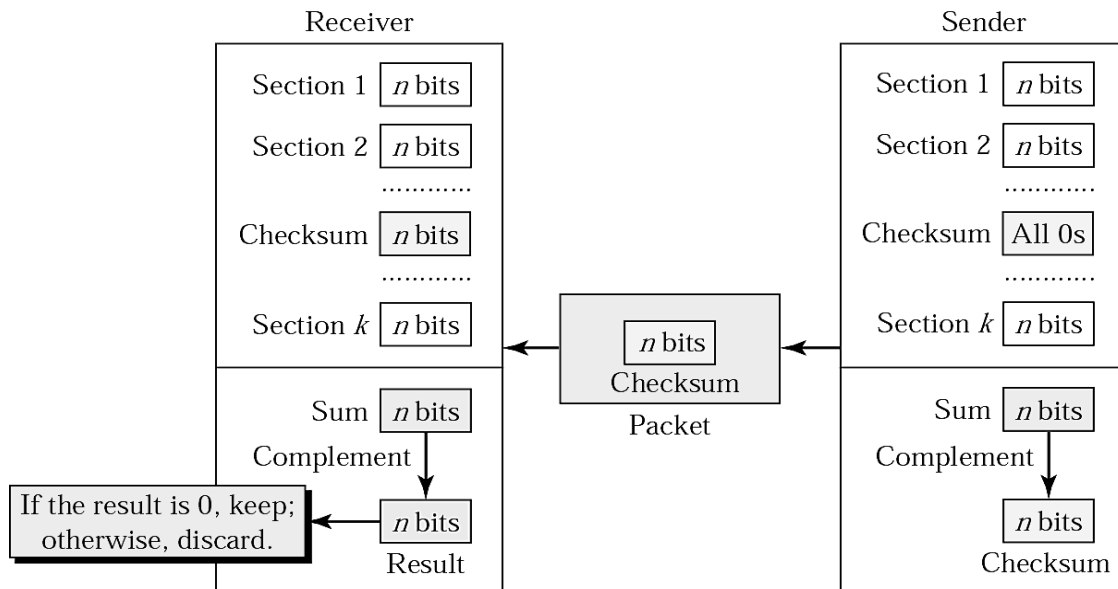 Receiver
Section 1 n bits
Section 2 n bits
............
Checksum n bits
............
Section k n bits
Sum n bits
Complement
n bits
Result
If the result is 0, keep;
otherwise, discard.
n bits
Checksum
Packet
Sender
Section 1 n bits
Section 2 n bits
............
Checksum All 0s
............
Section k n bits
Sum n bits
Complement
n bits
Checksum